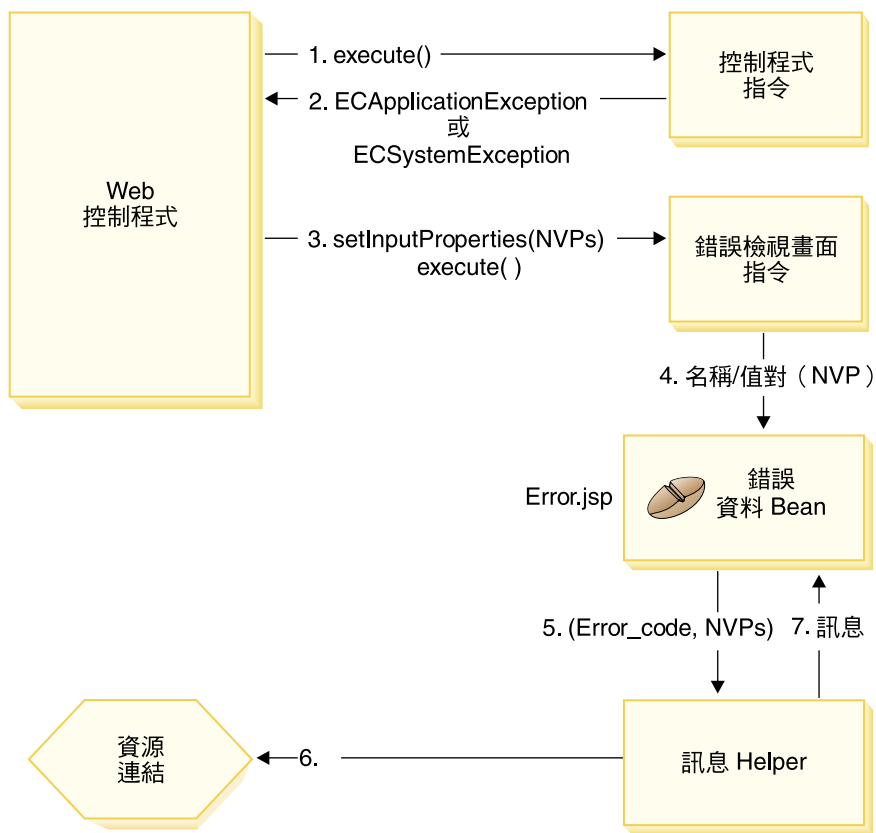 1. execute()
控制程式
指令
2. ECApplicationException
或
ECSystemException
Web
控制程式
3. setInputProperties(NVPs)
execute( )
錯誤檢視畫面
指令
4. 名稱/值對（NVP）
Error.jsp
錯誤
資料 Bean
5. (Error_code, NVPs)
7. 訊息
資源
連結
6.
訊息 Helper